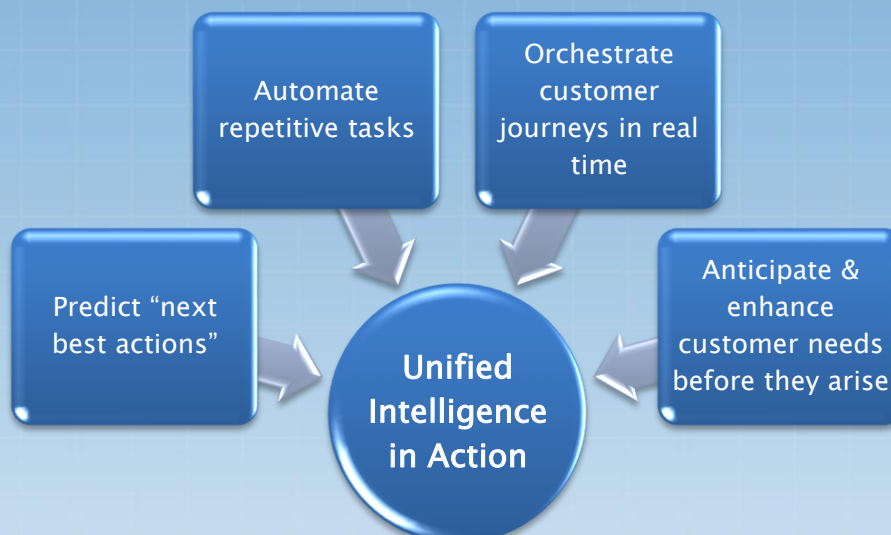 Automate
repetitive tasks
Orchestrate
customer
journeys in real
time
Predict “next
best actions”
Anticipate &
enhance
customer needs
before they arise
Unified
Intelligence
in Action